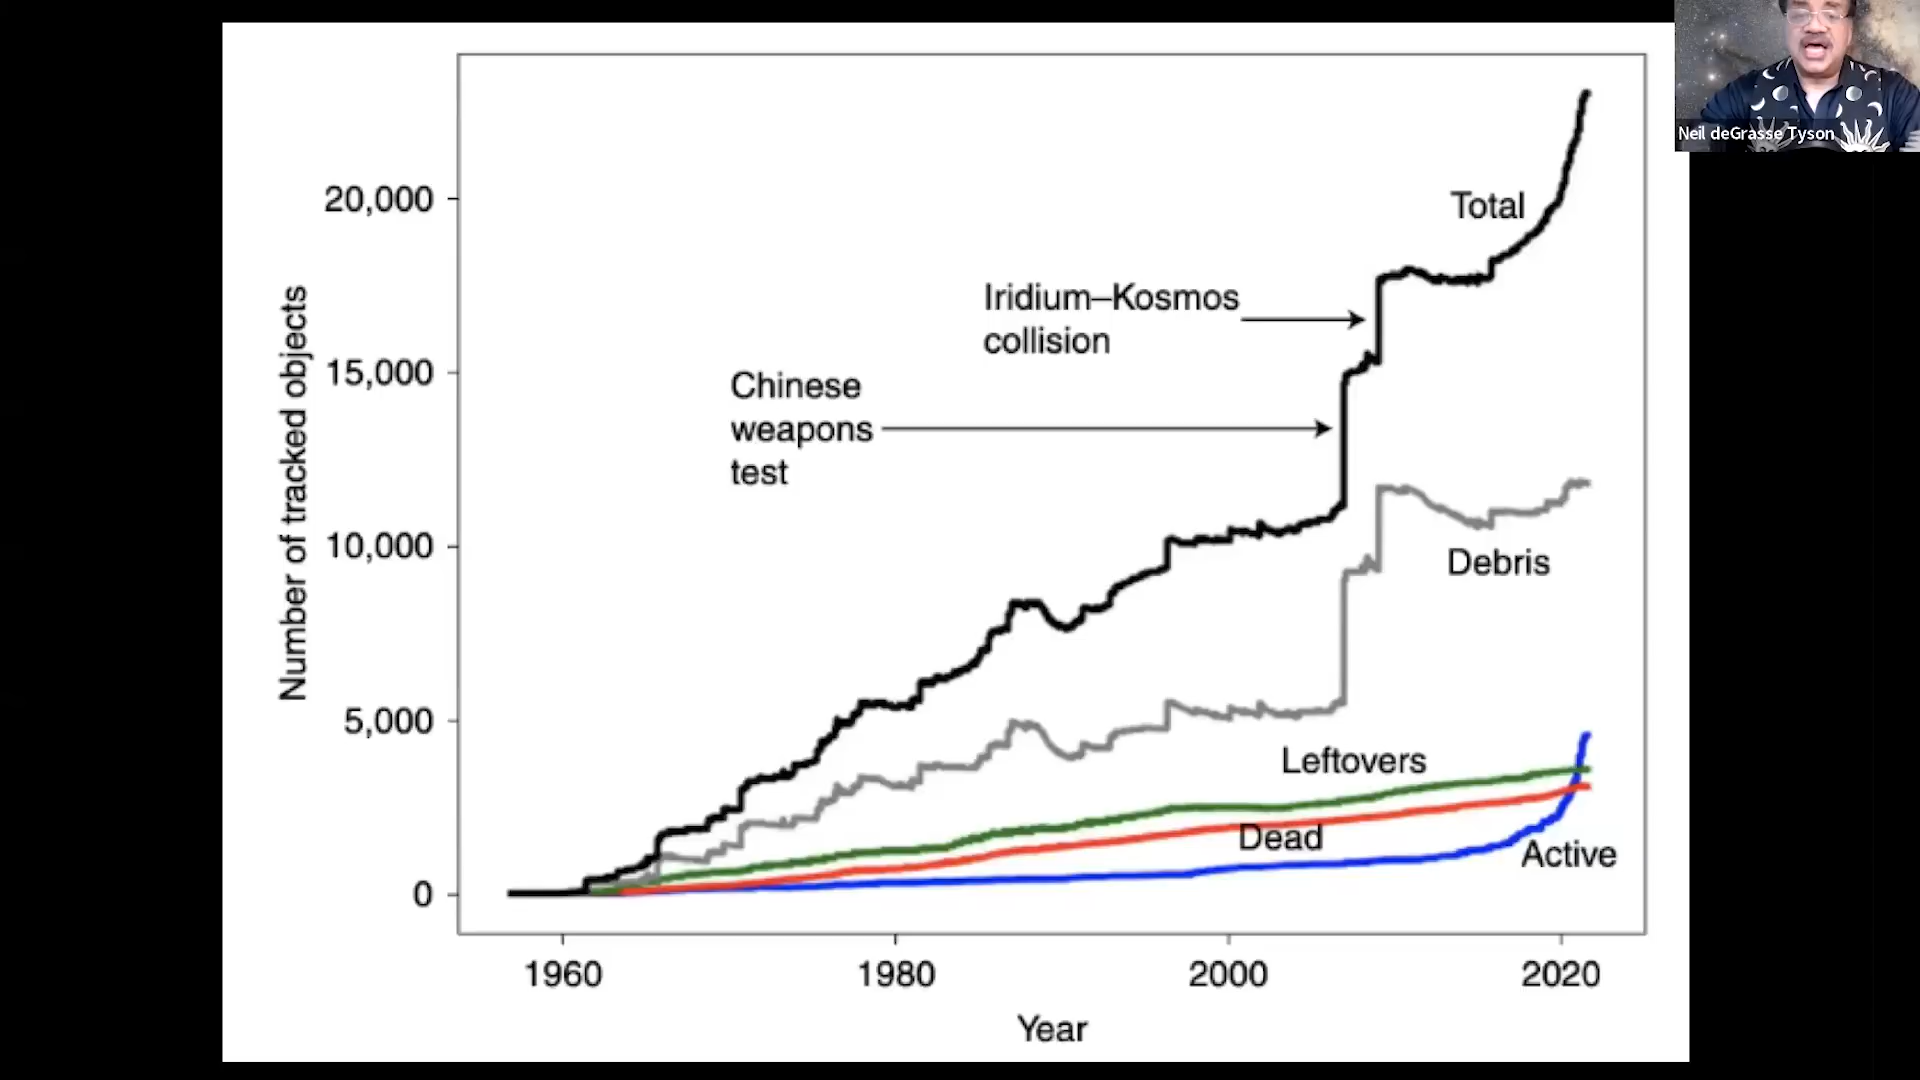 Neil deGrasse Tyson
20,000
15,000
10,000
5,000
0
Number of tracked objects
Total
Iridium–Kosmos
collision
Chinese
weapons
test
Debris
Leftovers
Dead
Active
1960
1980
2000
2020
Year